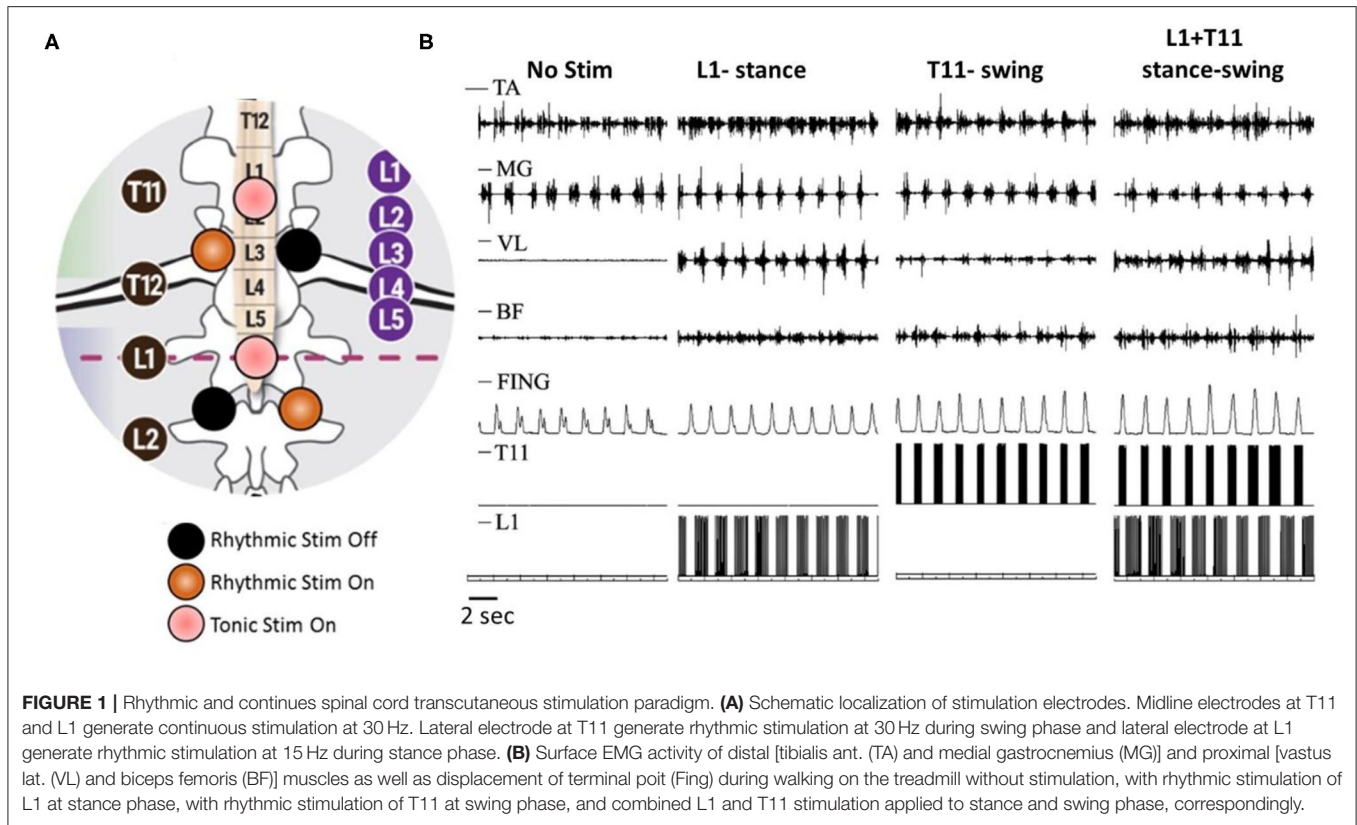 A
T12
L1
L2
L3
L4
L5
T11
T12
L1
L2
L1
L2
L3
L4
L5
Rhythmic Stim Off
Rhythmic Stim On
Tonic Stim On
B
No Stim
L1- stance
T11- swing
L1+T11
stance-swing
TA
MG
VL
BF
FING
T11
L1
2 sec
FIGURE 1 | Rhythmic and continues spinal cord transcutaneous stimulation paradigm. (A) Schematic localization of stimulation electrodes. Midline electrodes at T11
and L1 generate continuous stimulation at 30 Hz. Lateral electrode at T11 generate rhythmic stimulation at 30 Hz during swing phase and lateral electrode at L1
generate rhythmic stimulation at 15 Hz during stance phase. (B) Surface EMG activity of distal [tibialis ant. (TA) and medial gastrocnemius (MG)] and proximal [vastus
lat. (VL) and biceps femoris (BF)] muscles as well as displacement of terminal poit (Fing) during walking on the treadmill without stimulation, with rhythmic stimulation of
L1 at stance phase, with rhythmic stimulation of T11 at swing phase, and combined L1 and T11 stimulation applied to stance and swing phase, correspondingly.